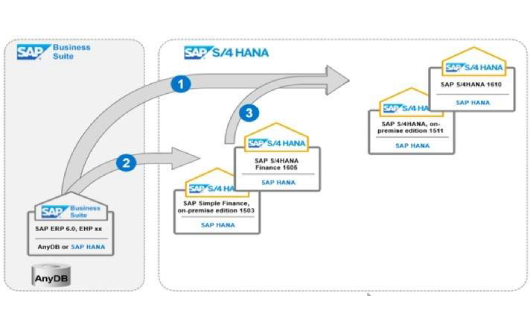 SAP Business
Suite
SAP S/4 HANA
1
SAP S/4 HANA
SAP S/4HANA 1610
SAP HANA
3
SAP S/4 HA
SAP S/4HANA, on-
premise edition 1511
SAP HANA
2
SAP S/4 HANA
SAP S/4HANA
Finance 1605
SAP HANA
SAP S/4 HA
SAP Simple Finance,
on-premise edition 1503
SAP HANA
SAP Business
Suite
SAP ERP 6.0, EHP xx
AnyDB or SAP HANA
AnyDB